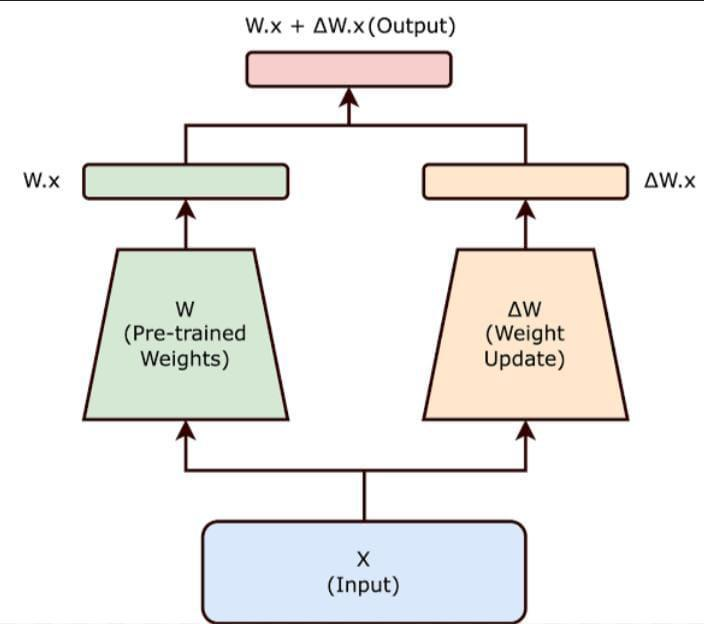 W.x + ΔW.x(Output)
W.x
ΔW.x
W
(Pre-trained
Weights)
ΔW
(Weight
Update)
X
(Input)